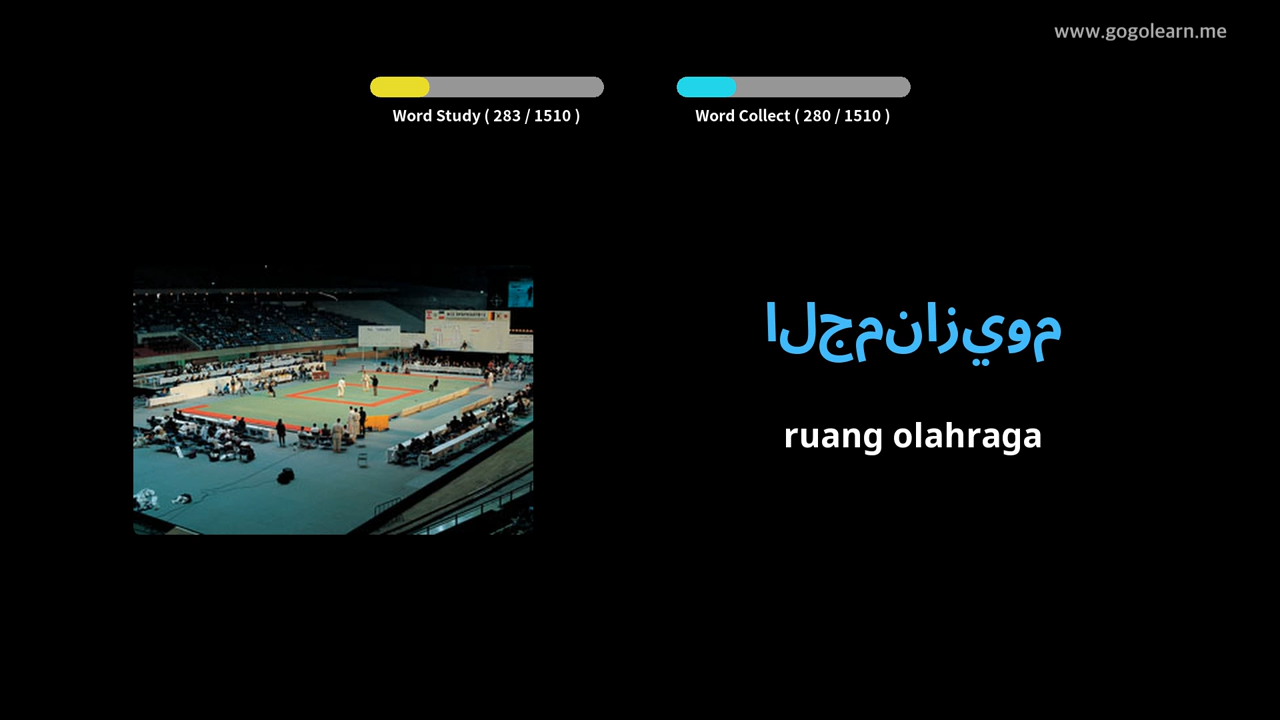 www.gogolearn.me
Word Study ( 283 / 1510 )
Word Collect ( 280 / 1510 )
الجمنازيوم
ruang olahraga